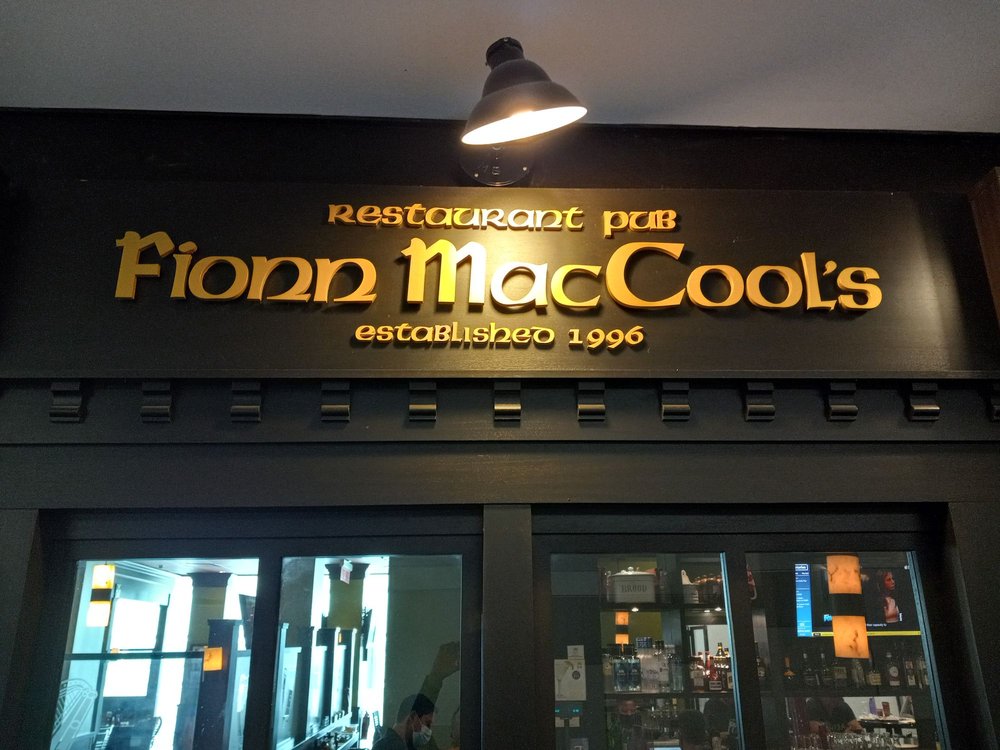 Restaurant Pub
Fionn MacCool's
established 1996